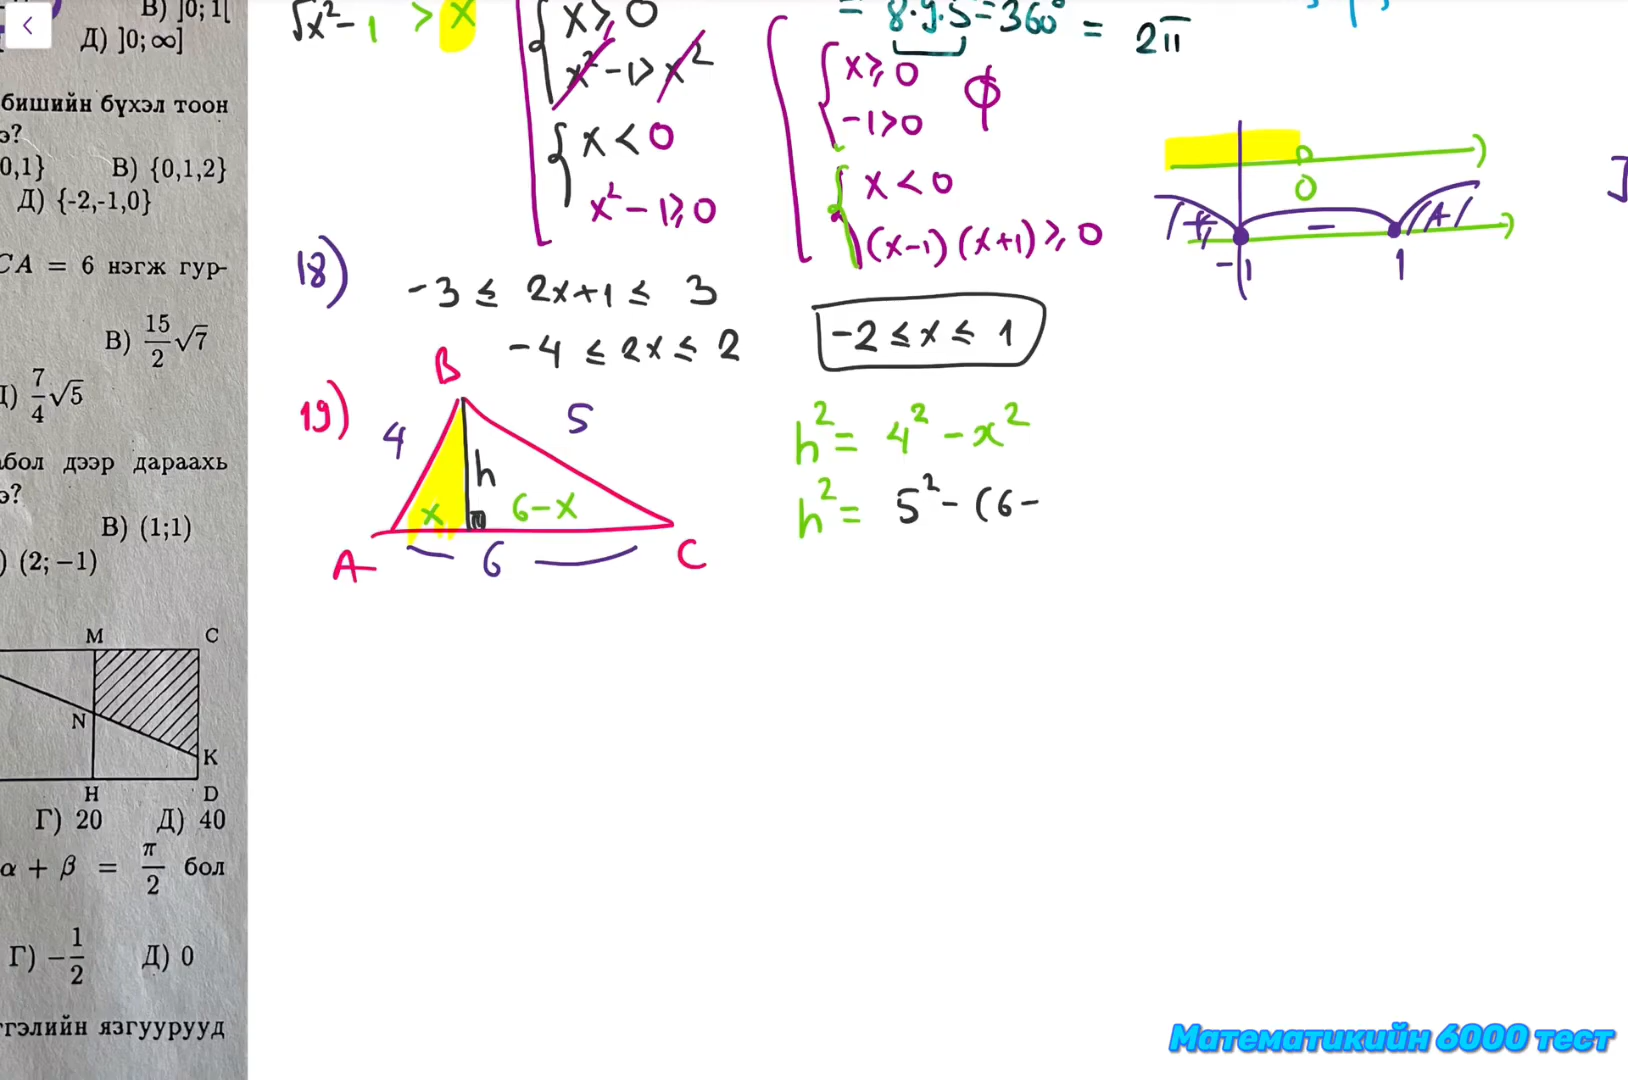 В) ]0; 1[
Д) ]0; ∞]
бишийн бүхэл тоон
э?
0,1} В) {0,1,2}
Д) {-2,-1,0}
CA = 6 нэгж гур-
В) 15/2 √7
Д) 7/4 √5
бол дээр дараахь
э?
В) (1;1)
) (2; −1)
M C
N
K
H D
Г) 20 Д) 40
α + β = π/2 бол
Г) −1/2 Д) 0
гэлийн язгуурууд
√x²-1 > x
x ≥ 0
x² - 1 > x²
x < 0
x² - 1 ≥ 0
= 8·9·5 = 360° = 2π
x ≥ 0
-1 > 0
ϕ
x < 0
(x-1) (x+1) ≥ 0
0
+ − +
-1 1
18) -3 ≤ 2x+1 ≤ 3
-4 ≤ 2x ≤ 2
-2 ≤ x ≤ 1
19)
B
4 5
h
x 6-x
A 6 C
h² = 4² - x²
h² = 5² - (6-
Математикийн 6000 тест